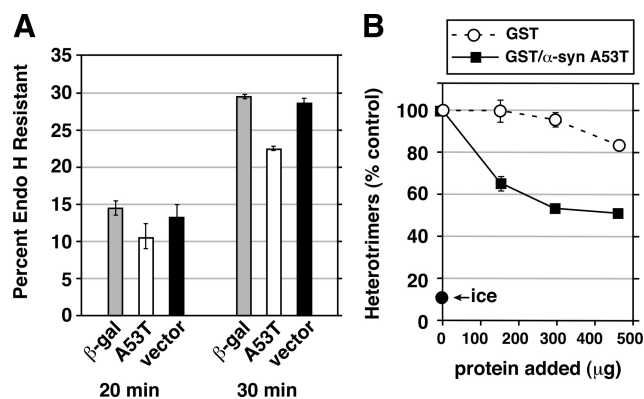 A
Percent Endo H Resistant
35
30
25
20
15
10
5
0
β-gal
A53T
vector
β-gal
A53T
vector
20 min
30 min
B
GST
GST/α-syn A53T
Heterotrimers (% control)
100
80
60
40
20
0
ice
0 100 200 300 400 500
protein added (μg)